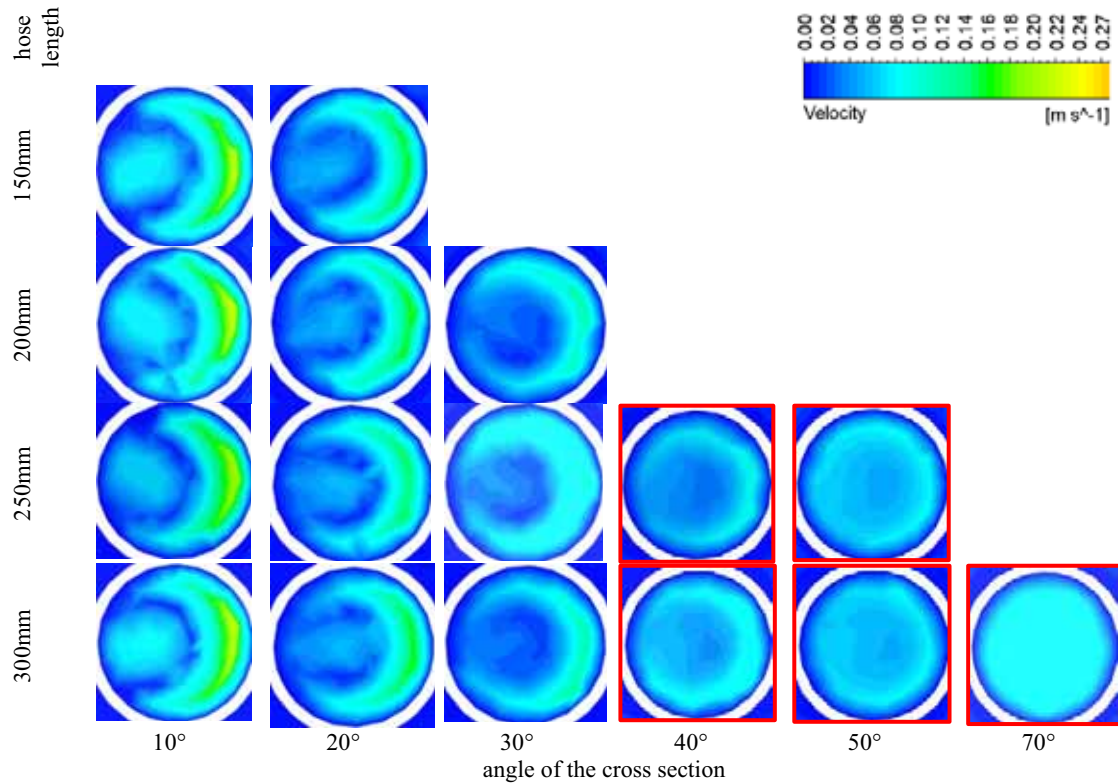 hose
length
0.00
0.02
0.04
0.06
0.08
0.10
0.12
0.14
0.16
0.18
0.20
0.22
0.24
0.27
Velocity [m s^-1]
150mm
200mm
250mm
300mm
10° 20° 30° 40° 50° 70°
angle of the cross section